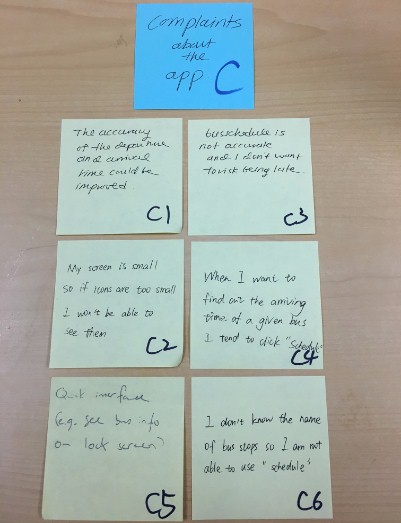 Complaints
about
the
app C
The accuracy
of the departure
and arrival
time could be
improved
C1
bus schedule is
not accurate
and I don't want
to risk being late.
C3
My screen is small
so if icons are too small
I won't be able to
see them
C2
When I want to
find out the arriving
time of a given bus
I tend to click "schedule"
C4
Quick interface
(e.g. see bus info
on lock screen)
C5
I don't know the name
of bus stops so I am not
able to use "schedule"
C6